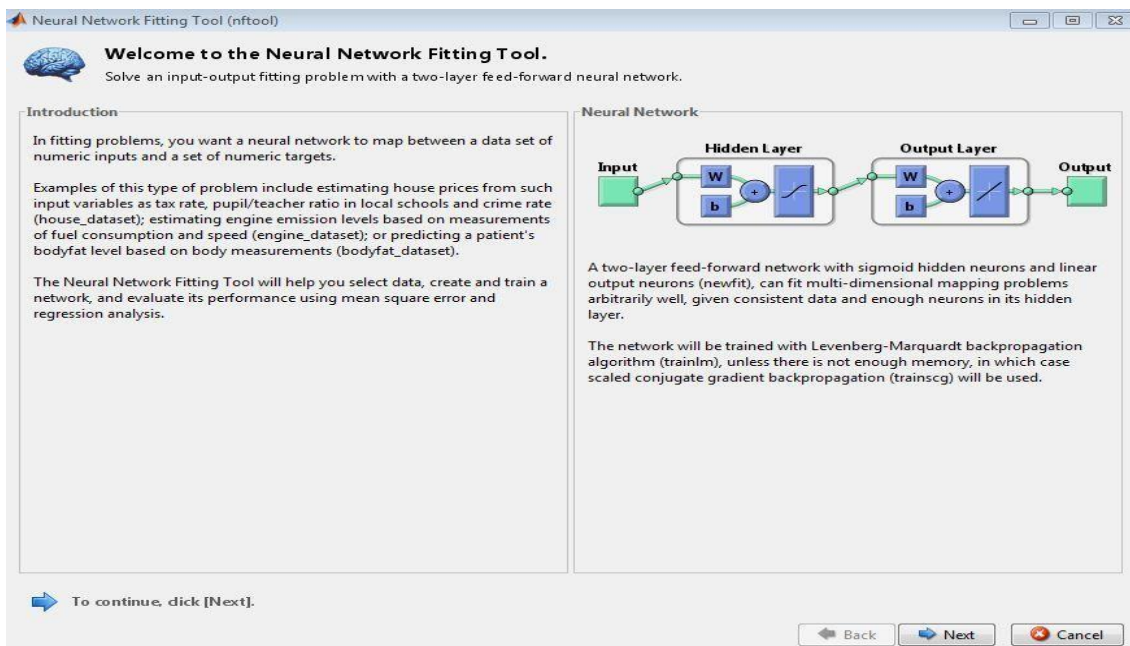 Neural Network Fitting Tool (nftool)
Welcome to the Neural Network Fitting Tool.
Solve an input-output fitting problem with a two-layer feed-forward neural network.
Introduction
In fitting problems, you want a neural network to map between a data set of
numeric inputs and a set of numeric targets.
Examples of this type of problem include estimating house prices from such
input variables as tax rate, pupil/teacher ratio in local schools and crime rate
(house_dataset); estimating engine emission levels based on measurements
of fuel consumption and speed (engine_dataset); or predicting a patient's
bodyfat level based on body measurements (bodyfat_dataset).
The Neural Network Fitting Tool will help you select data, create and train a
network, and evaluate its performance using mean square error and
regression analysis.
Neural Network
Hidden Layer Output Layer
Input Output
W W
+ +
b b
A two-layer feed-forward network with sigmoid hidden neurons and linear
output neurons (newfit), can fit multi-dimensional mapping problems
arbitrarily well, given consistent data and enough neurons in its hidden
layer.
The network will be trained with Levenberg-Marquardt backpropagation
algorithm (trainlm), unless there is not enough memory, in which case
scaled conjugate gradient backpropagation (trainscg) will be used.
To continue, click [Next].
Back Next Cancel